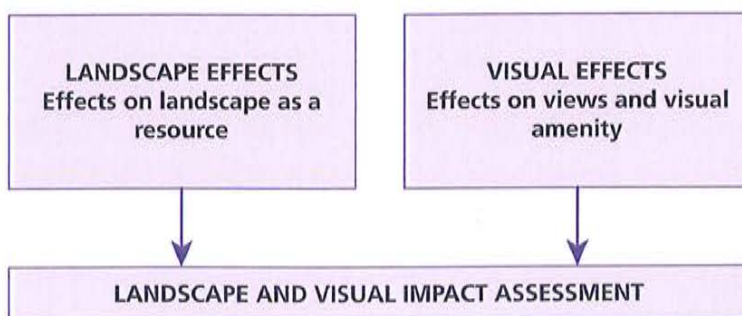 LANDSCAPE EFFECTS
Effects on landscape as a
resource
VISUAL EFFECTS
Effects on views and visual
amenity
LANDSCAPE AND VISUAL IMPACT ASSESSMENT